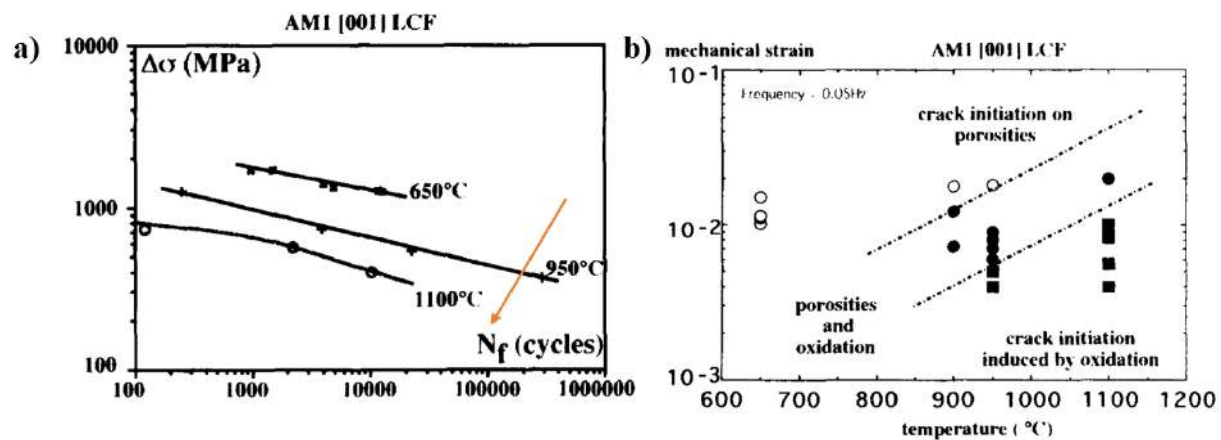 a)
AM1 [001] LCF
Δσ (MPa)
10000
1000
100
650°C
950°C
1100°C
N_f (cycles)
100 1000 10000 100000 1000000
b)
mechanical strain
AM1 [001] LCF
10-1
10-2
10-3
Frequency - 0.05Hz
crack initiation on
porosities
porosities
and
oxidation
crack initiation
induced by oxidation
600 700 800 900 1000 1100 1200
temperature ( °C)